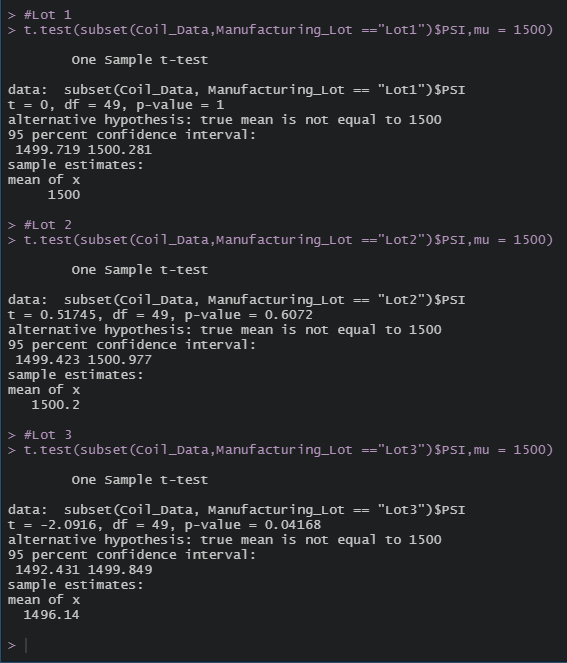 > #Lot 1
> t.test(subset(Coil_Data,Manufacturing_Lot =="Lot1")$PSI,mu = 1500)
One Sample t-test
data:  subset(Coil_Data, Manufacturing_Lot == "Lot1")$PSI
t = 0, df = 49, p-value = 1
alternative hypothesis: true mean is not equal to 1500
95 percent confidence interval:
1499.719 1500.281
sample estimates:
mean of x
1500
> #Lot 2
> t.test(subset(Coil_Data,Manufacturing_Lot =="Lot2")$PSI,mu = 1500)
One Sample t-test
data:  subset(Coil_Data, Manufacturing_Lot == "Lot2")$PSI
t = 0.51745, df = 49, p-value = 0.6072
alternative hypothesis: true mean is not equal to 1500
95 percent confidence interval:
1499.423 1500.977
sample estimates:
mean of x
1500.2
> #Lot 3
> t.test(subset(Coil_Data,Manufacturing_Lot =="Lot3")$PSI,mu = 1500)
One Sample t-test
data:  subset(Coil_Data, Manufacturing_Lot == "Lot3")$PSI
t = -2.0916, df = 49, p-value = 0.04168
alternative hypothesis: true mean is not equal to 1500
95 percent confidence interval:
1492.431 1499.849
sample estimates:
mean of x
1496.14
>